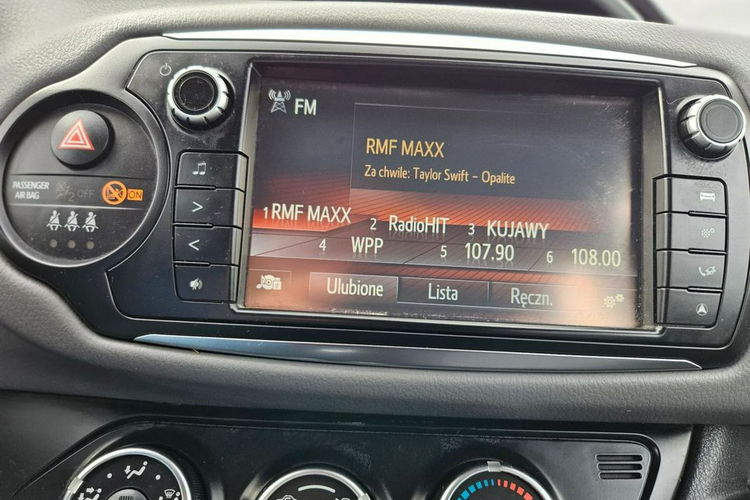 FM
RMF MAXX
Za chwile: Taylor Swift - Opalite
1 RMF MAXX 2 RadioHIT 3 KUJAWY
4 WPP 5 107.90 6 108.00
Ulubione Lista Ręczn.
PASSENGER
AIR BAG OFF ON